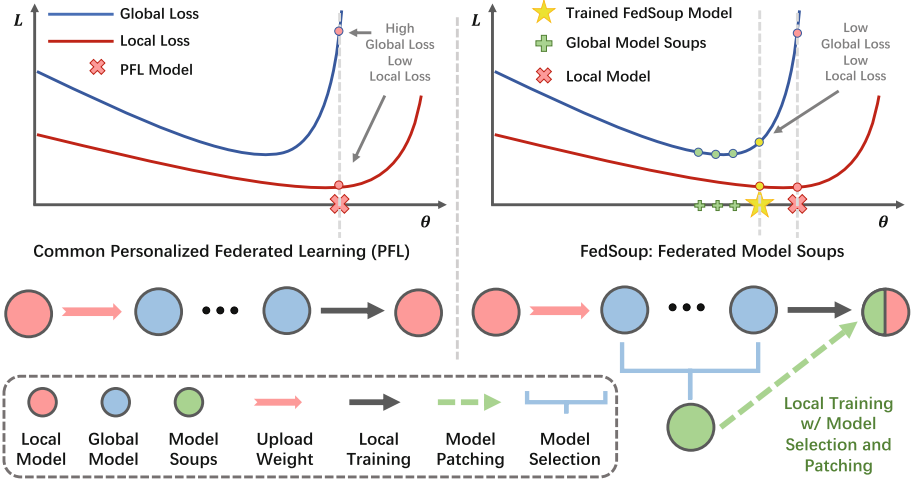 L
Global Loss
Local Loss
PFL Model
High
Global Loss
Low
Local Loss
θ
Common Personalized Federated Learning (PFL)
L
Trained FedSoup Model
Global Model Soups
Local Model
Low
Global Loss
Low
Local Loss
θ
FedSoup: Federated Model Soups
Local Training
w/ Model
Selection and
Patching
Local
Model
Global
Model
Model
Soups
Upload
Weight
Local
Training
Model
Patching
Model
Selection